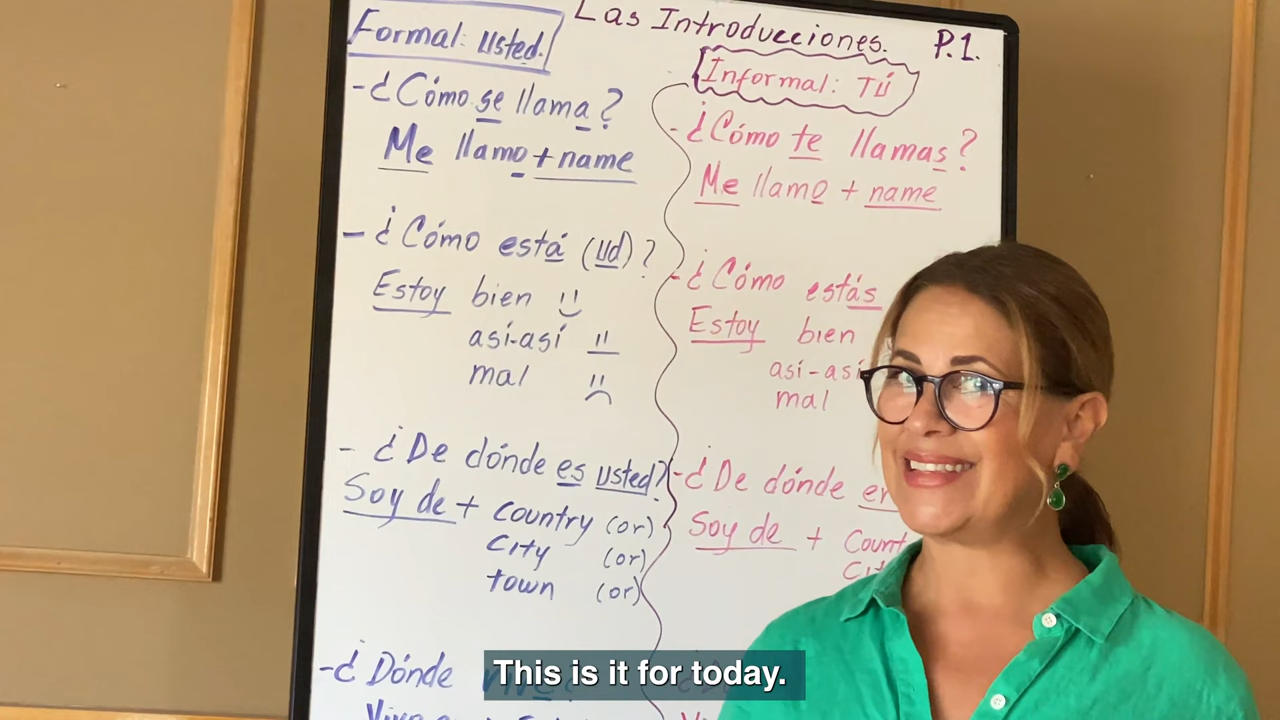 Las Introducciones. P.1.
Formal: usted.
-¿Cómo se llama?
Me llamo + name
-¿Cómo está (ud)?
Estoy bien
así-así
mal
-¿De dónde es usted?
Soy de + country (or)
city (or)
town (or)
-¿Dónde
Informal: TÚ
-¿Cómo te llamas?
Me llamo + name
-¿Cómo estás
Estoy bien
así-así
mal
-¿De dónde er
Soy de + Count
Cit
This is it for today.